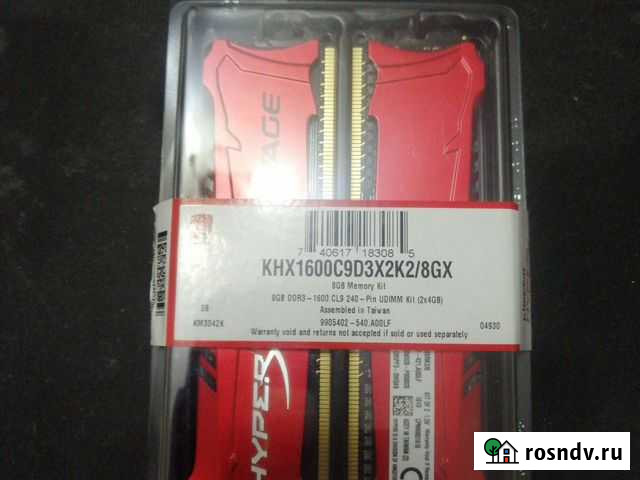 AGE
7 40617 18308 5
KHX1600C9D3X2K2/8GX
8GB Memory Kit
8GB DDR3-1600 CL9 240-Pin UDIMM Kit (2x4GB)
Assembled in Taiwan
9905402-540.A00LF
KM3042K
04930
Warranty void and returns not accepted if sold or used separately
HYPERX
rosndv.ru